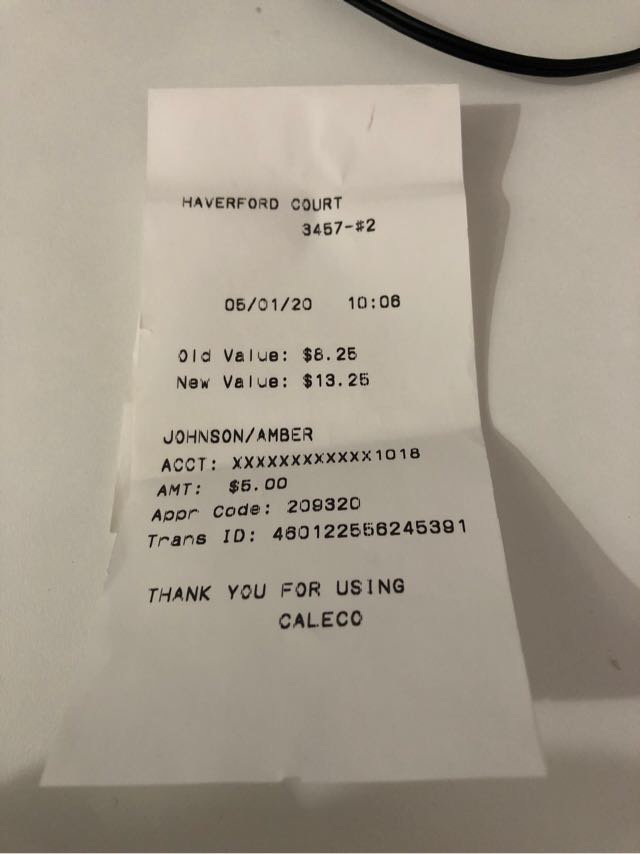 HAVERFORD COURT
3457-#2
05/01/20 10:06
Old Value: $8.25
New Value: $13.25
JOHNSON/AMBER
ACCT: XXXXXXXXXXXX1018
AMT: $5.00
Appr Code: 209320
Trans ID: 460122556245391
THANK YOU FOR USING
CALECO